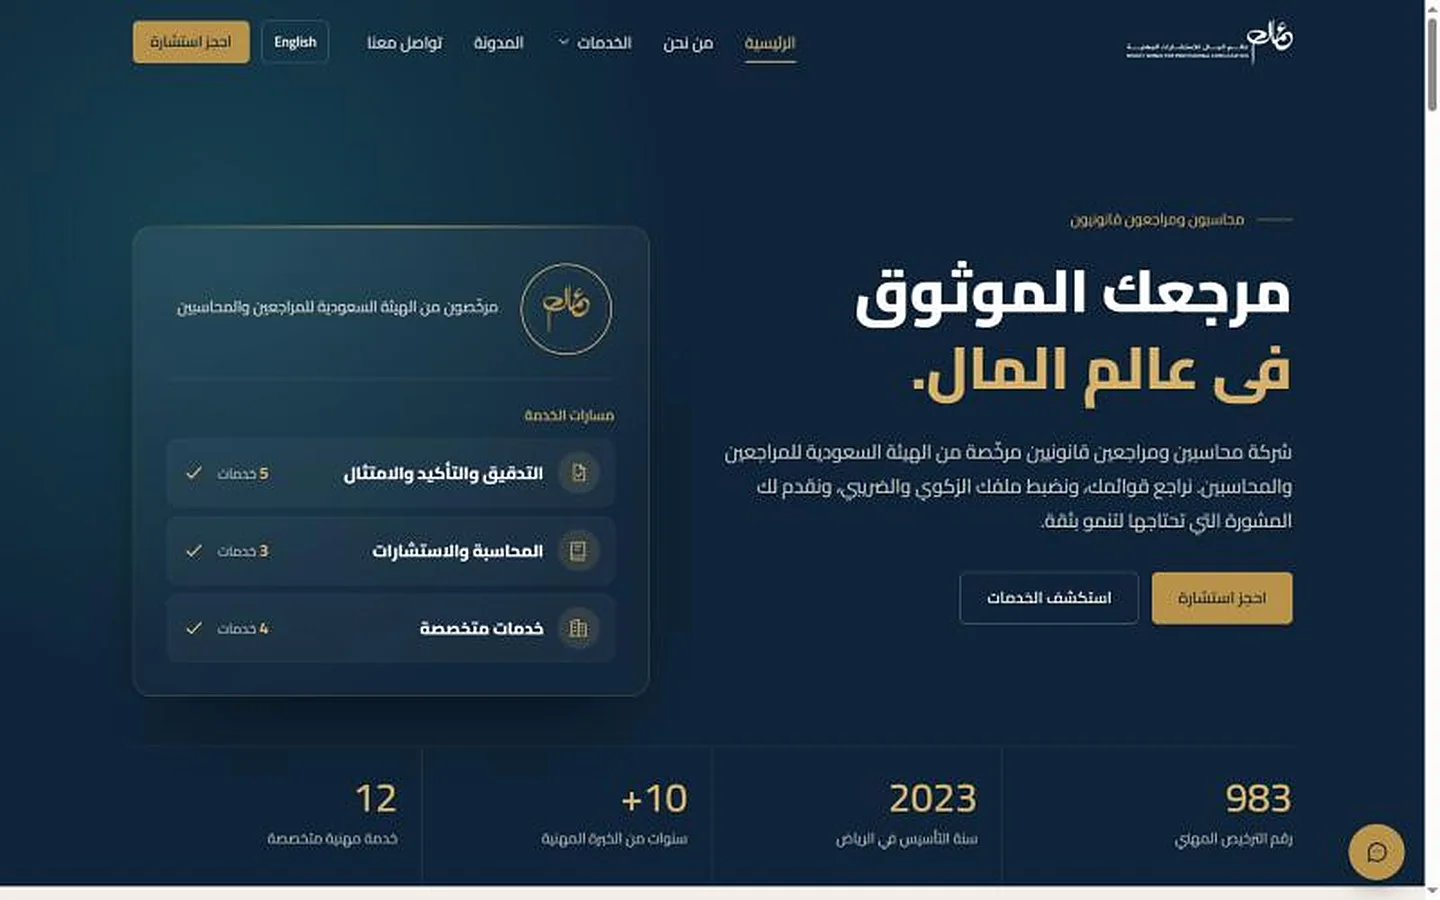 الرئيسية
من نحن
الخدمات
المدونة
تواصل معنا
English
احجز استشارة
محاسبون ومراجعون قانونيون
مرجعك الموثوق
في عالم المال.
شركة محاسبين ومراجعين قانونيين مرخّصة من الهيئة السعودية للمراجعين
والمحاسبين. نراجع قوائمك، ونضبط ملفك الزكوي والضريبي، ونقدم لك
المشورة التي تحتاجها لتنمو بثقة.
احجز استشارة
استكشف الخدمات
مرخّصون من الهيئة السعودية للمراجعين والمحاسبين
مسارات الخدمة
التدقيق والتأكيد والامتثال
5 خدمات
المحاسبة والاستشارات
3 خدمات
خدمات متخصصة
4 خدمات
983
رقم الترخيص المهني
2023
سنة التأسيس في الرياض
+10
سنوات من الخبرة المهنية
12
خدمة مهنية متخصصة